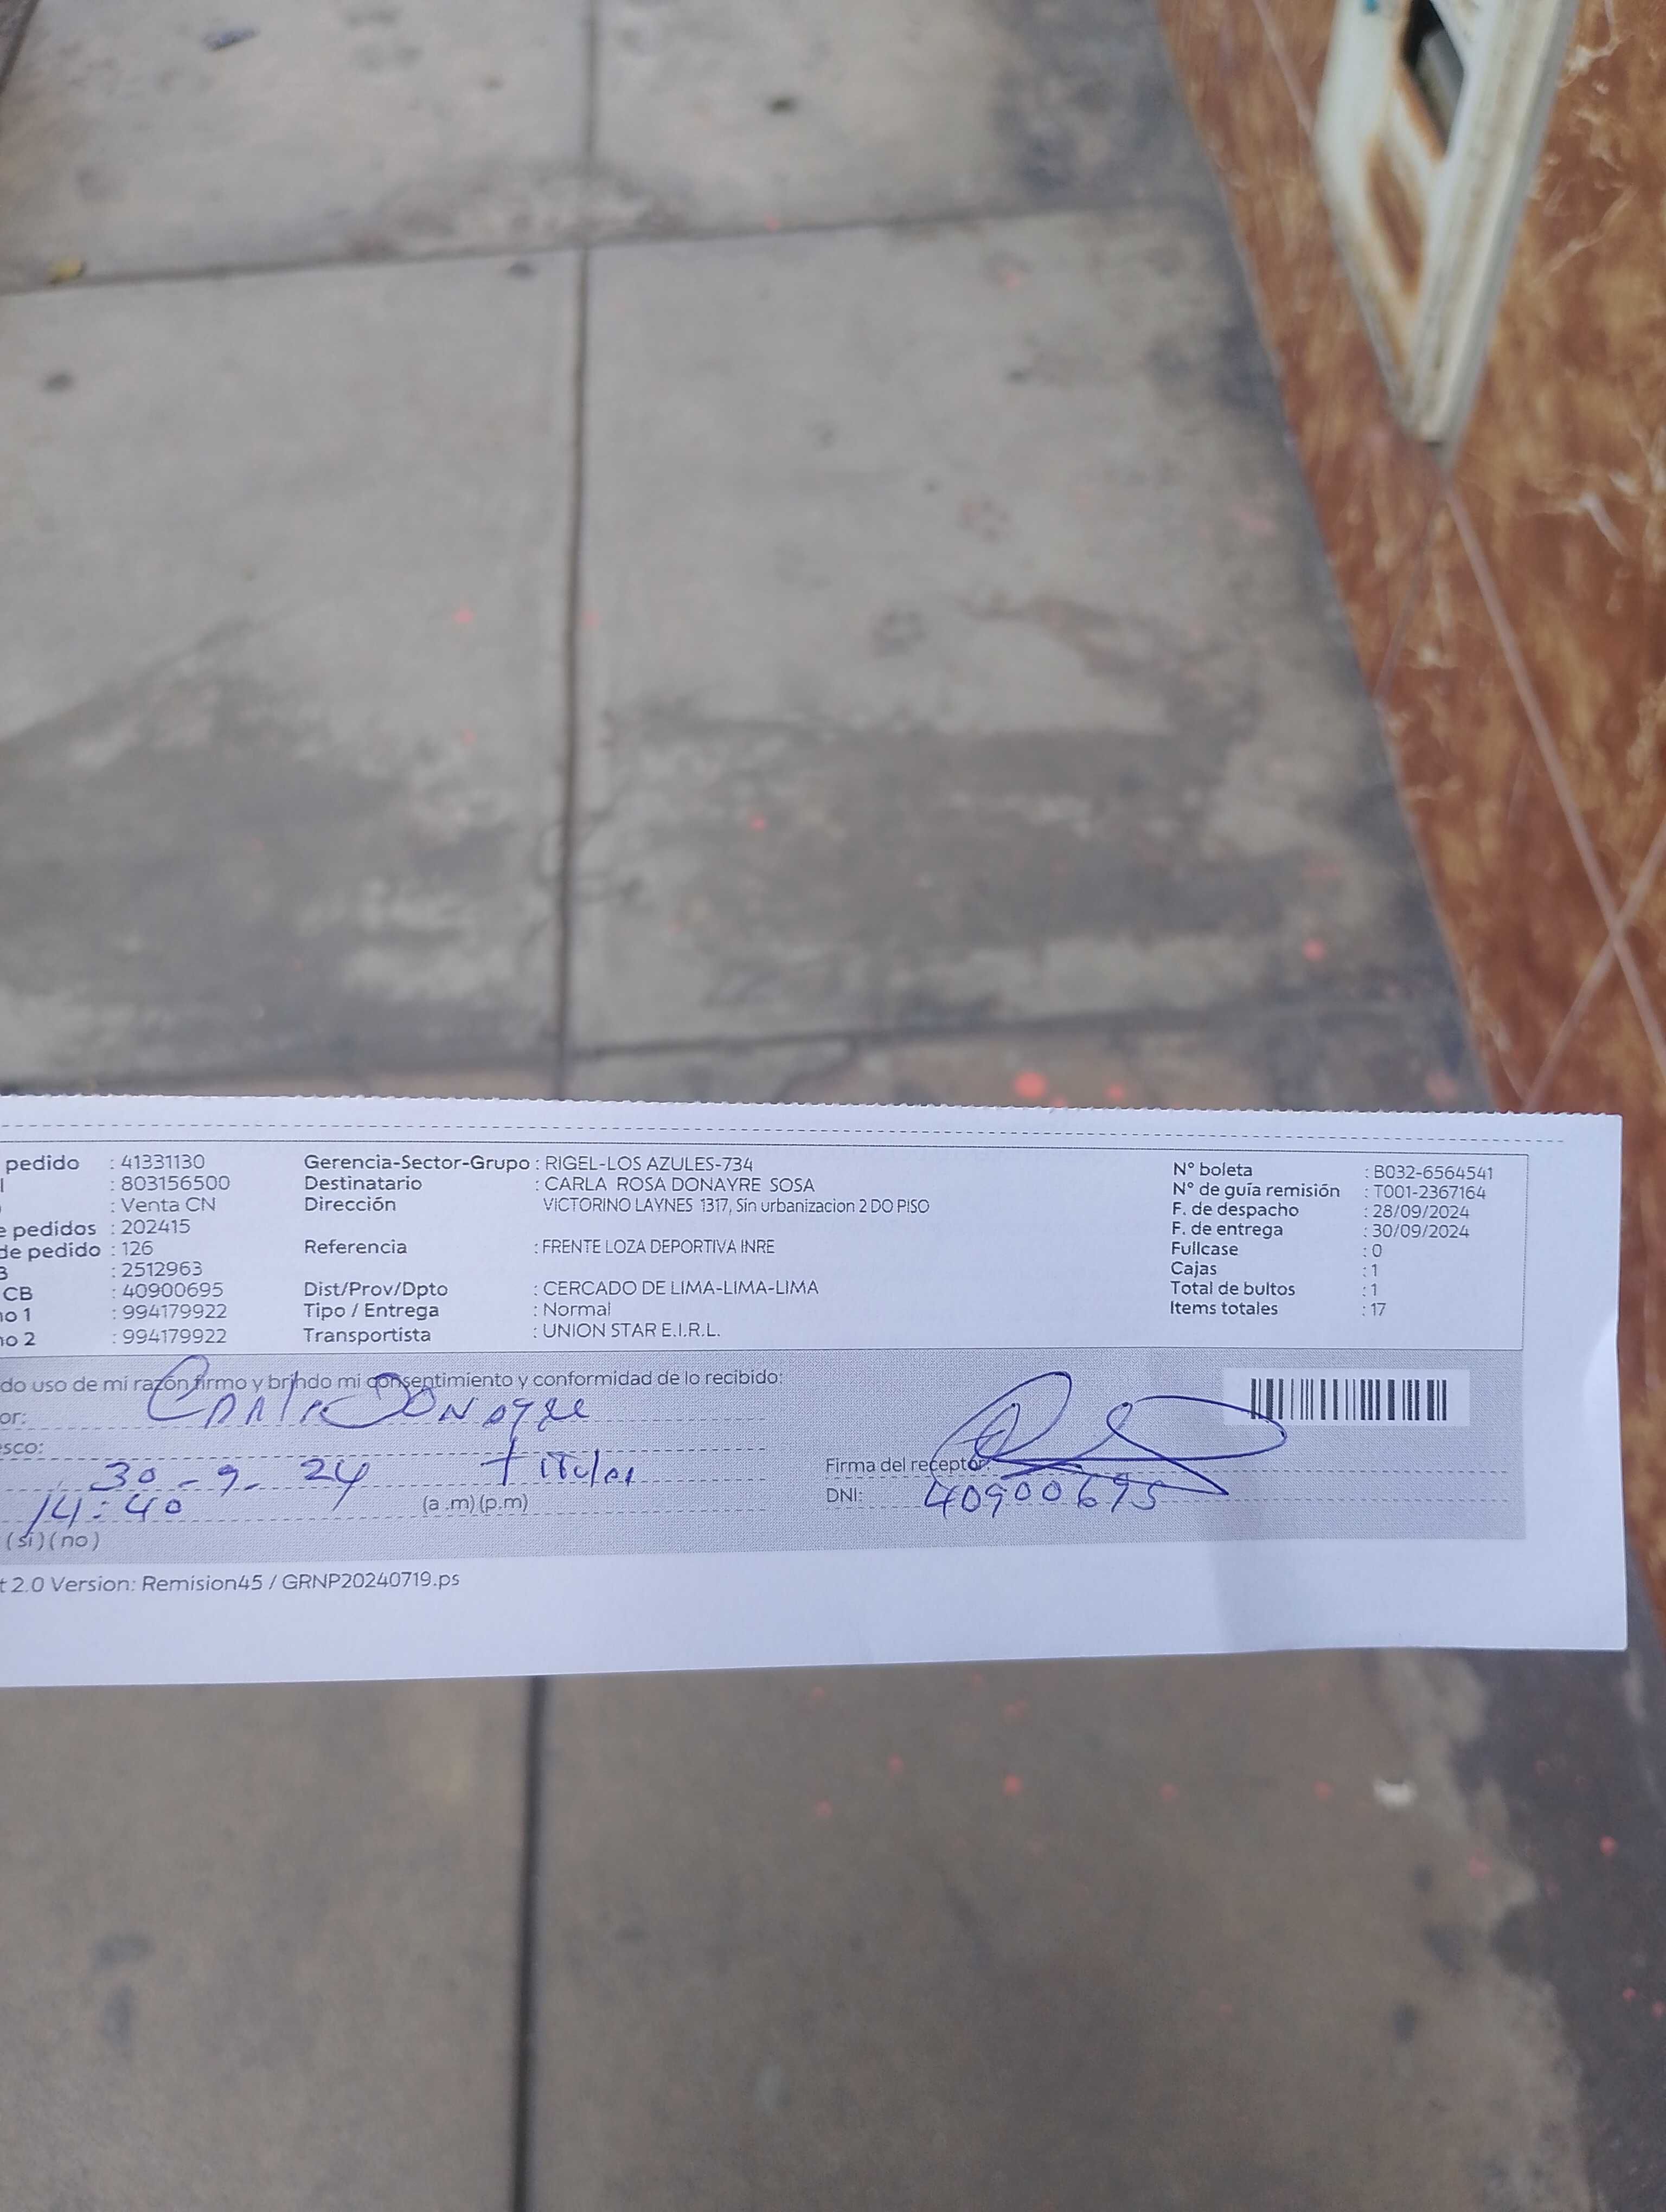 pedido : 41331130
: 803156500
: Venta CN
e pedidos : 202415
de pedido : 126
: 2512963
CB : 40900695
no 1 : 994179922
no 2 : 994179922
Gerencia-Sector-Grupo : RIGEL-LOS AZULES-734
Destinatario : CARLA ROSA DONAYRE SOSA
Dirección VICTORINO LAYNES 1317, Sin urbanizacion 2 DO PISO
Referencia : FRENTE LOZA DEPORTIVA INRE
Dist/Prov/Dpto : CERCADO DE LIMA-LIMA-LIMA
Tipo / Entrega : Normal
Transportista : UNION STAR E.I.R.L.
N° boleta : B032-6564541
N° de guía remisión : T001-2367164
F. de despacho : 28/09/2024
F. de entrega : 30/09/2024
Fullcase : 0
Cajas : 1
Total de bultos : 1
Items totales : 17
do uso de mi razón firmo y brindo mi consentimiento y conformidad de lo recibido:
or: Carla Donayre
sco: titular
30-9-24
14:40 (a .m) (p.m)
(si) (no)
Firma del receptor
DNI: 40900695
t 2.0 Version: Remision45 / GRNP20240719.ps